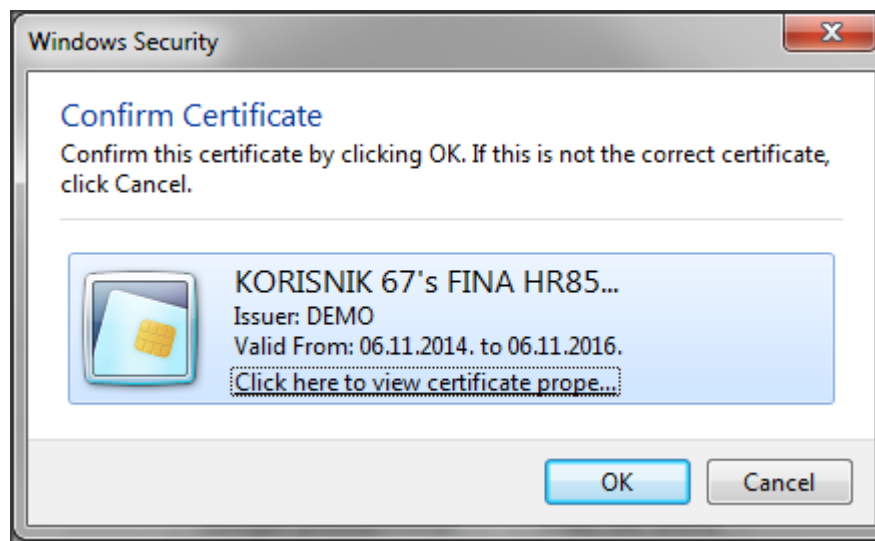 Windows Security
Confirm Certificate
Confirm this certificate by clicking OK. If this is not the correct certificate,
click Cancel.
KORISNIK 67's FINA HR85...
Issuer: DEMO
Valid From: 06.11.2014. to 06.11.2016.
Click here to view certificate prope...
OK
Cancel